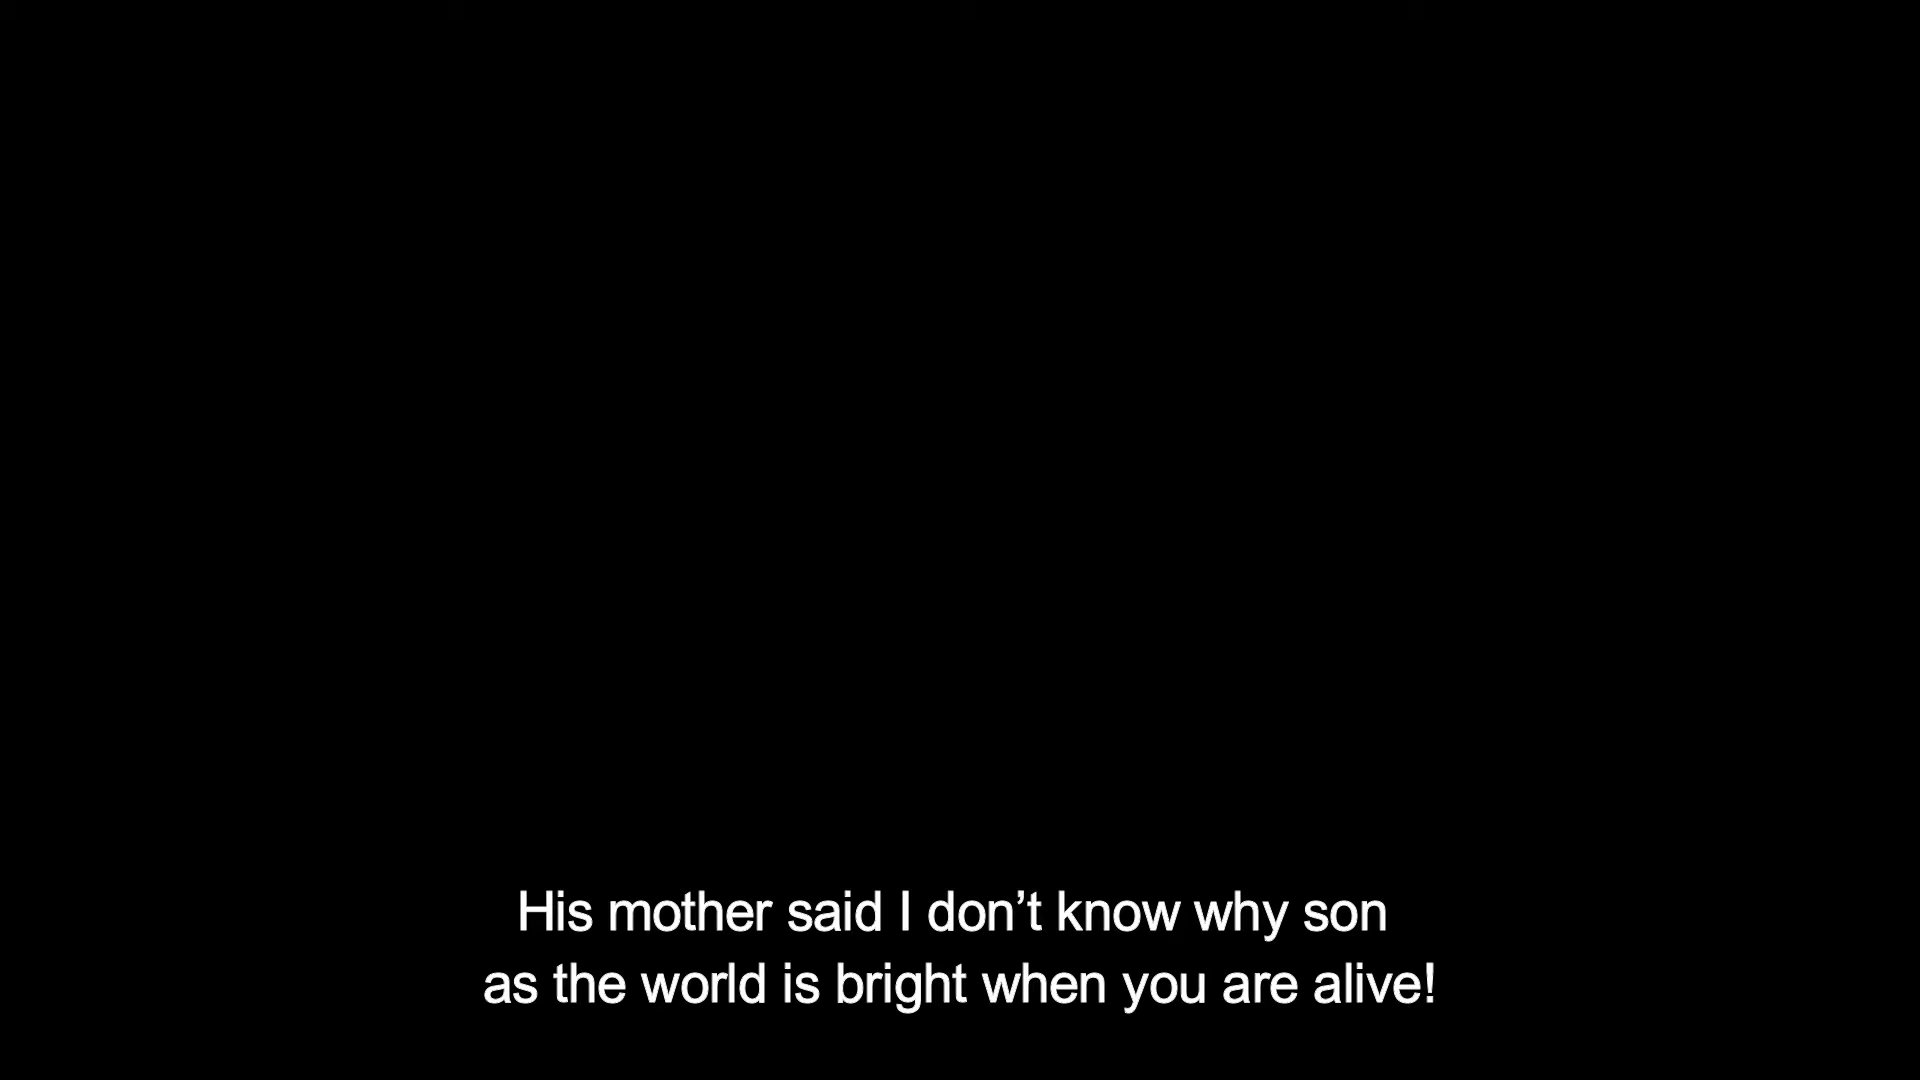 His mother said I don’t know why son
as the world is bright when you are alive!